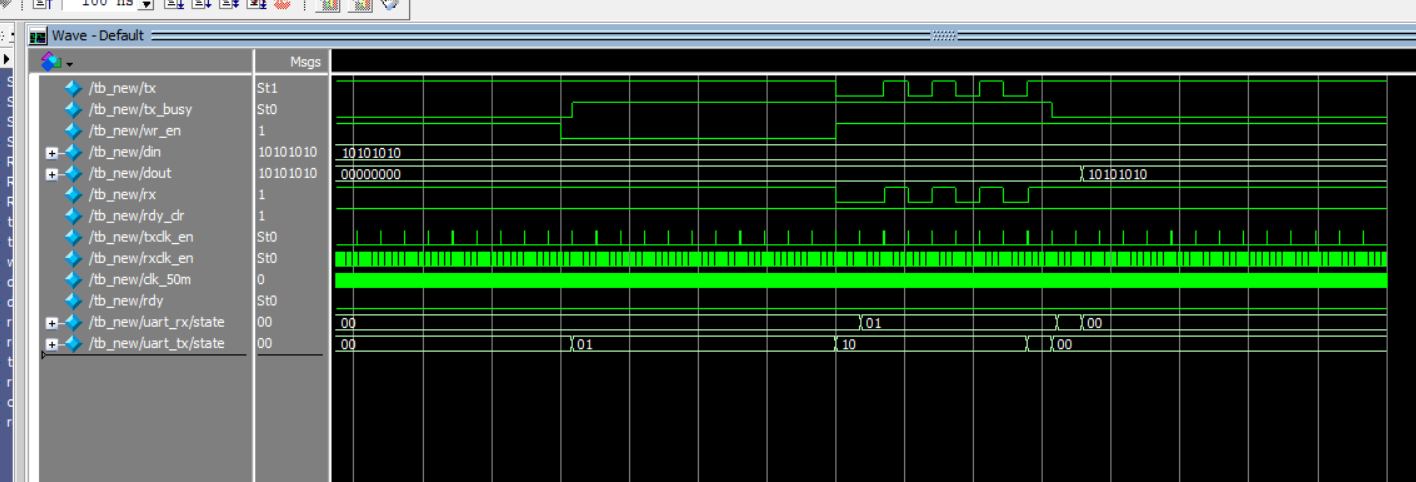 100 ns
Wave - Default
Msgs
/tb_new/tx St1
/tb_new/tx_busy St0
/tb_new/wr_en 1
/tb_new/din 10101010 10101010
/tb_new/dout 10101010 00000000 10101010
/tb_new/rx 1
/tb_new/rdy_clr 1
/tb_new/txclk_en St0
/tb_new/rxclk_en St0
/tb_new/clk_50m 0
/tb_new/rdy St0
/tb_new/uart_rx/state 00 00 01 00
/tb_new/uart_tx/state 00 00 01 10 00